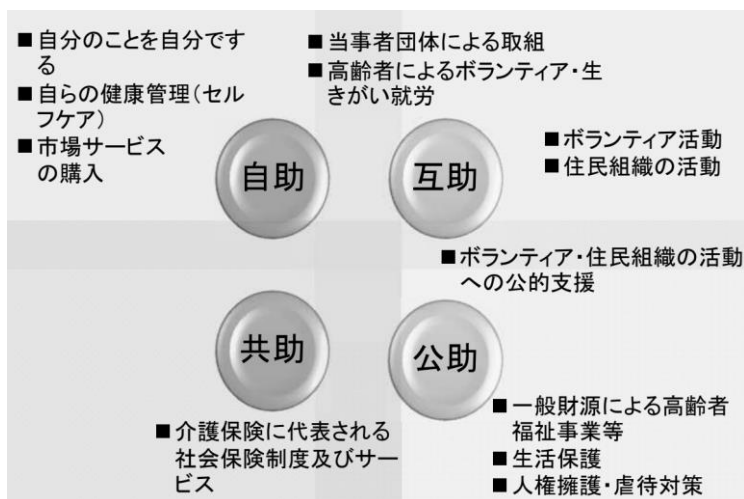 ■自分のことを自分です
る
■自らの健康管理(セル
フケア)
■市場サービス
の購入
■当事者団体による取組
■高齢者によるボランティア・生
きがい就労
■ボランティア活動
■住民組織の活動
自助
互助
■ボランティア・住民組織の活動
への公的支援
共助
公助
■介護保険に代表される
社会保険制度及びサー
ビス
■一般財源による高齢者
福祉事業等
■生活保護
■人権擁護・虐待対策